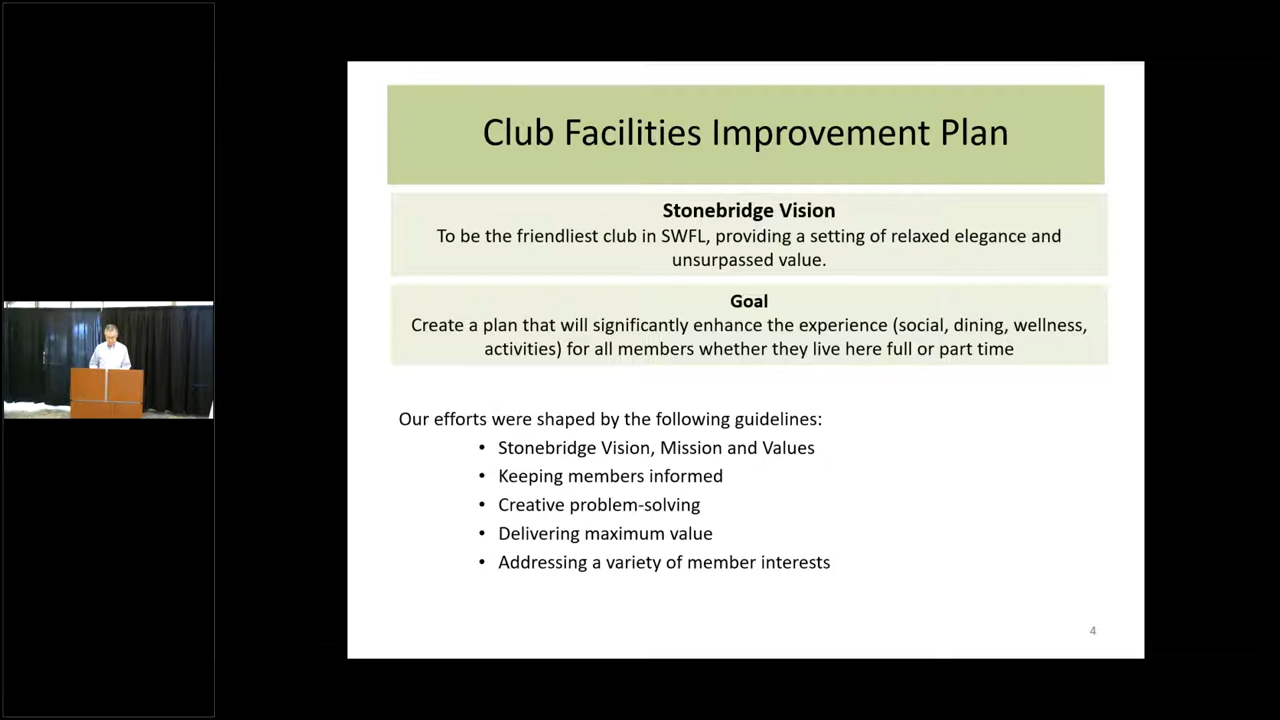 Club Facilities Improvement Plan
Stonebridge Vision
To be the friendliest club in SWFL, providing a setting of relaxed elegance and
unsurpassed value.
Goal
Create a plan that will significantly enhance the experience (social, dining, wellness,
activities) for all members whether they live here full or part time
Our efforts were shaped by the following guidelines:
• Stonebridge Vision, Mission and Values
• Keeping members informed
• Creative problem-solving
• Delivering maximum value
• Addressing a variety of member interests
4